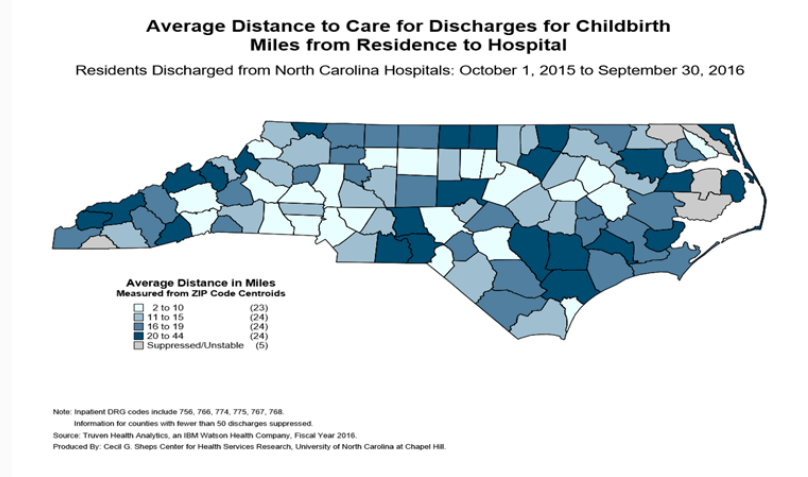 Average Distance to Care for Discharges for Childbirth
Miles from Residence to Hospital
Residents Discharged from North Carolina Hospitals: October 1, 2015 to September 30, 2016
Average Distance in Miles
Measured from ZIP Code Centroids
2 to 10 (23)
11 to 15 (24)
16 to 19 (24)
20 to 44 (24)
Suppressed/Unstable (5)
Note: Inpatient DRG codes include 756, 766, 774, 775, 767, 768.
Information for counties with fewer than 50 discharges suppressed.
Source: Truven Health Analytics, an IBM Watson Health Company, Fiscal Year 2016.
Produced By: Cecil G. Sheps Center for Health Services Research, University of North Carolina at Chapel Hill.